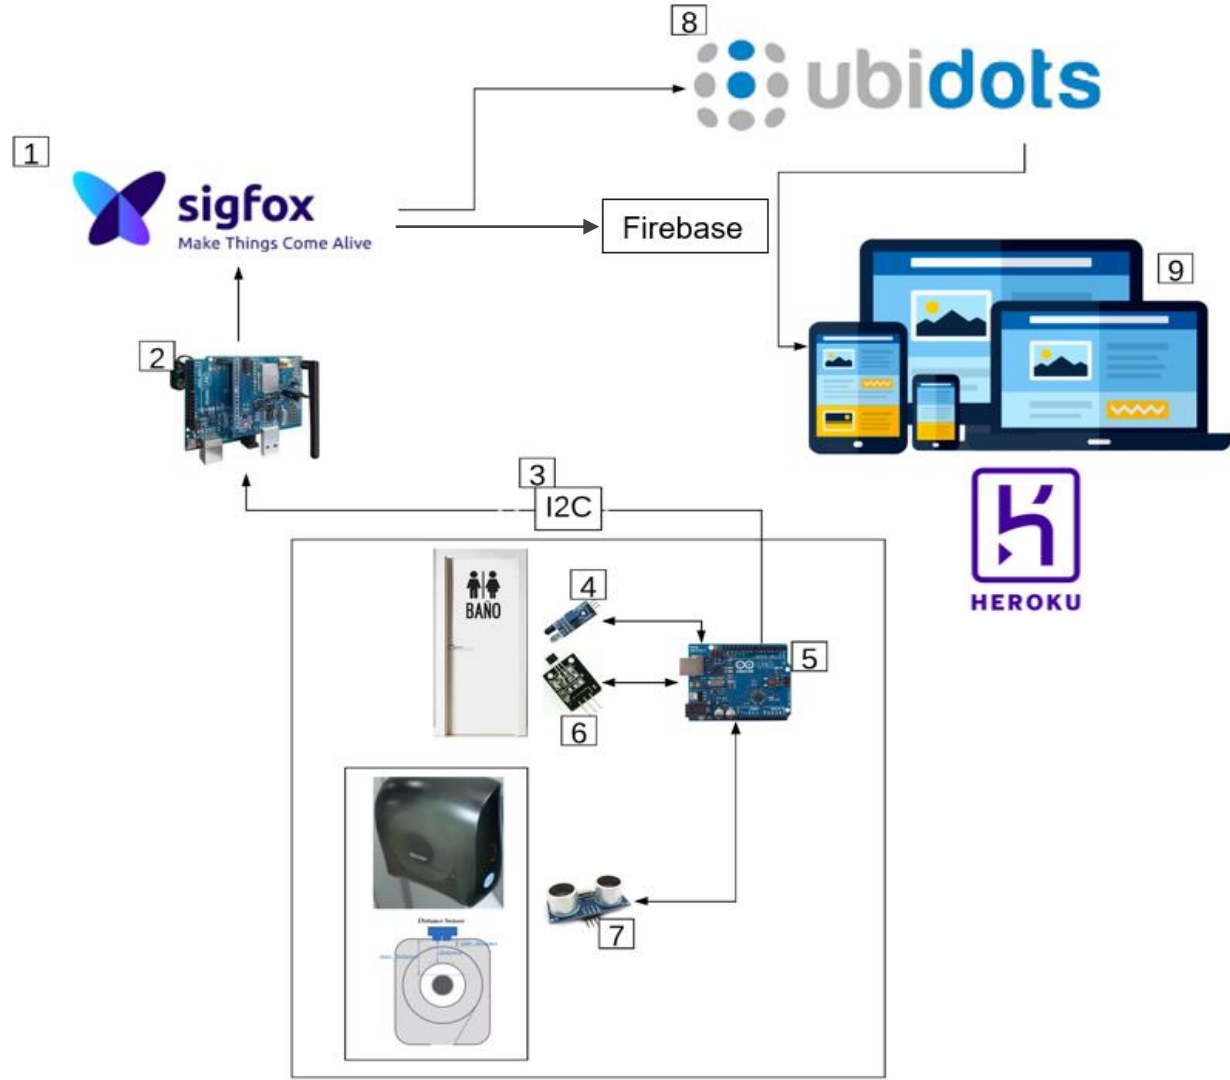 8
ubidots
1
sigfox
Make Things Come Alive
Firebase
9
2
3
I2C
HEROKU
BAÑO
4
5
6
Distance Sensor
distance
7